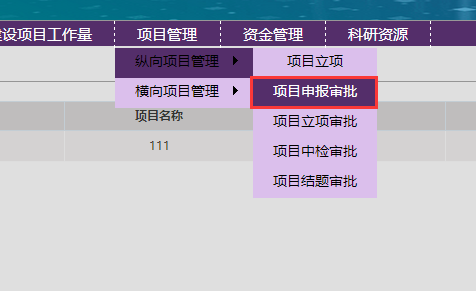 建设项目工作量 项目管理 资金管理 科研资源
纵向项目管理 项目立项
横向项目管理 项目申报审批
项目名称 项目立项审批
111 项目中检审批
项目结题审批